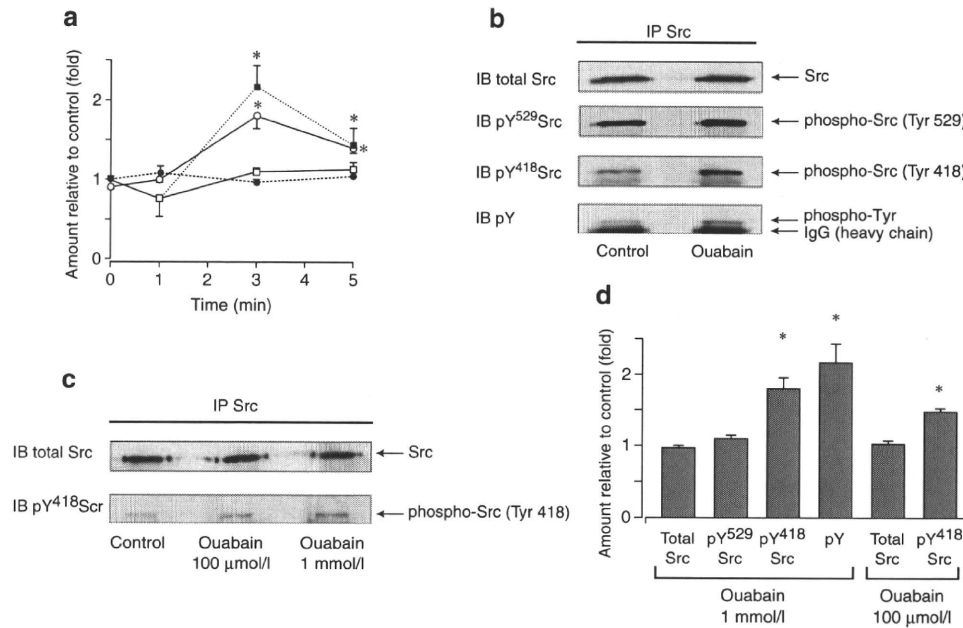 a
Amount relative to control (fold)
2
1
0
0 1 2 3 4 5
Time (min)
* * * *
b
IP Src
IB total Src
Src
IB pY⁵²⁹Src
phospho-Src (Tyr 529)
IB pY⁴¹⁸Src
phospho-Src (Tyr 418)
IB pY
phospho-Tyr
IgG (heavy chain)
Control Ouabain
c
IP Src
IB total Src
Src
IB pY⁴¹⁸Scr
phospho-Src (Tyr 418)
Control Ouabain Ouabain
100 µmol/l 1 mmol/l
d
Amount relative to control (fold)
2
1
0
* * *
Total pY⁵²⁹ pY⁴¹⁸ pY Total pY⁴¹⁸
Src Src Src Src Src
Ouabain Ouabain
1 mmol/l 100 µmol/l